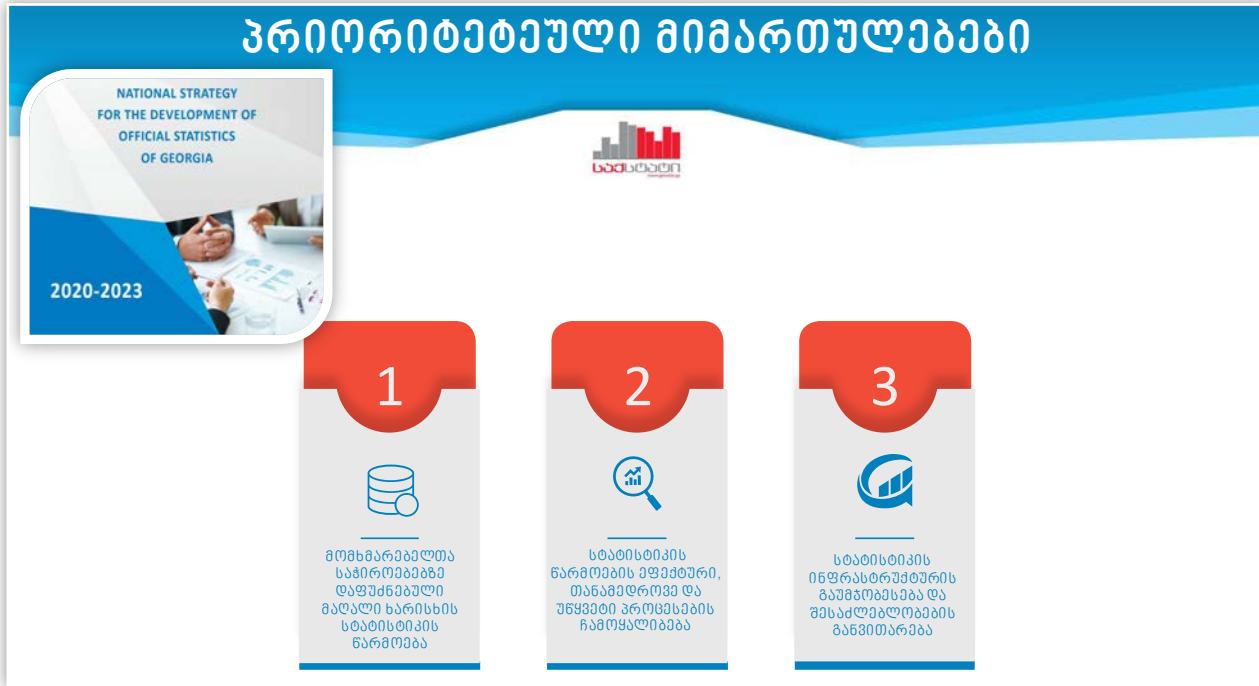 პრიორიტეტეული მიმართულებები
NATIONAL STRATEGY
FOR THE DEVELOPMENT OF
OFFICIAL STATISTICS
OF GEORGIA
2020-2023
საქსტატი
1
მომხმარებელთა
საჭიროებებზე
დაფუძნებული
მაღალი ხარისხის
სტატისტიკის
წარმოება
2
სტატისტიკის
წარმოების ეფექტური,
თანამედროვე და
უწყვეტი პროცესების
ჩამოყალიბება
3
სტატისტიკის
ინფრასტრუქტურის
გაუმჯობესება და
შესაძლებლობების
განვითარება